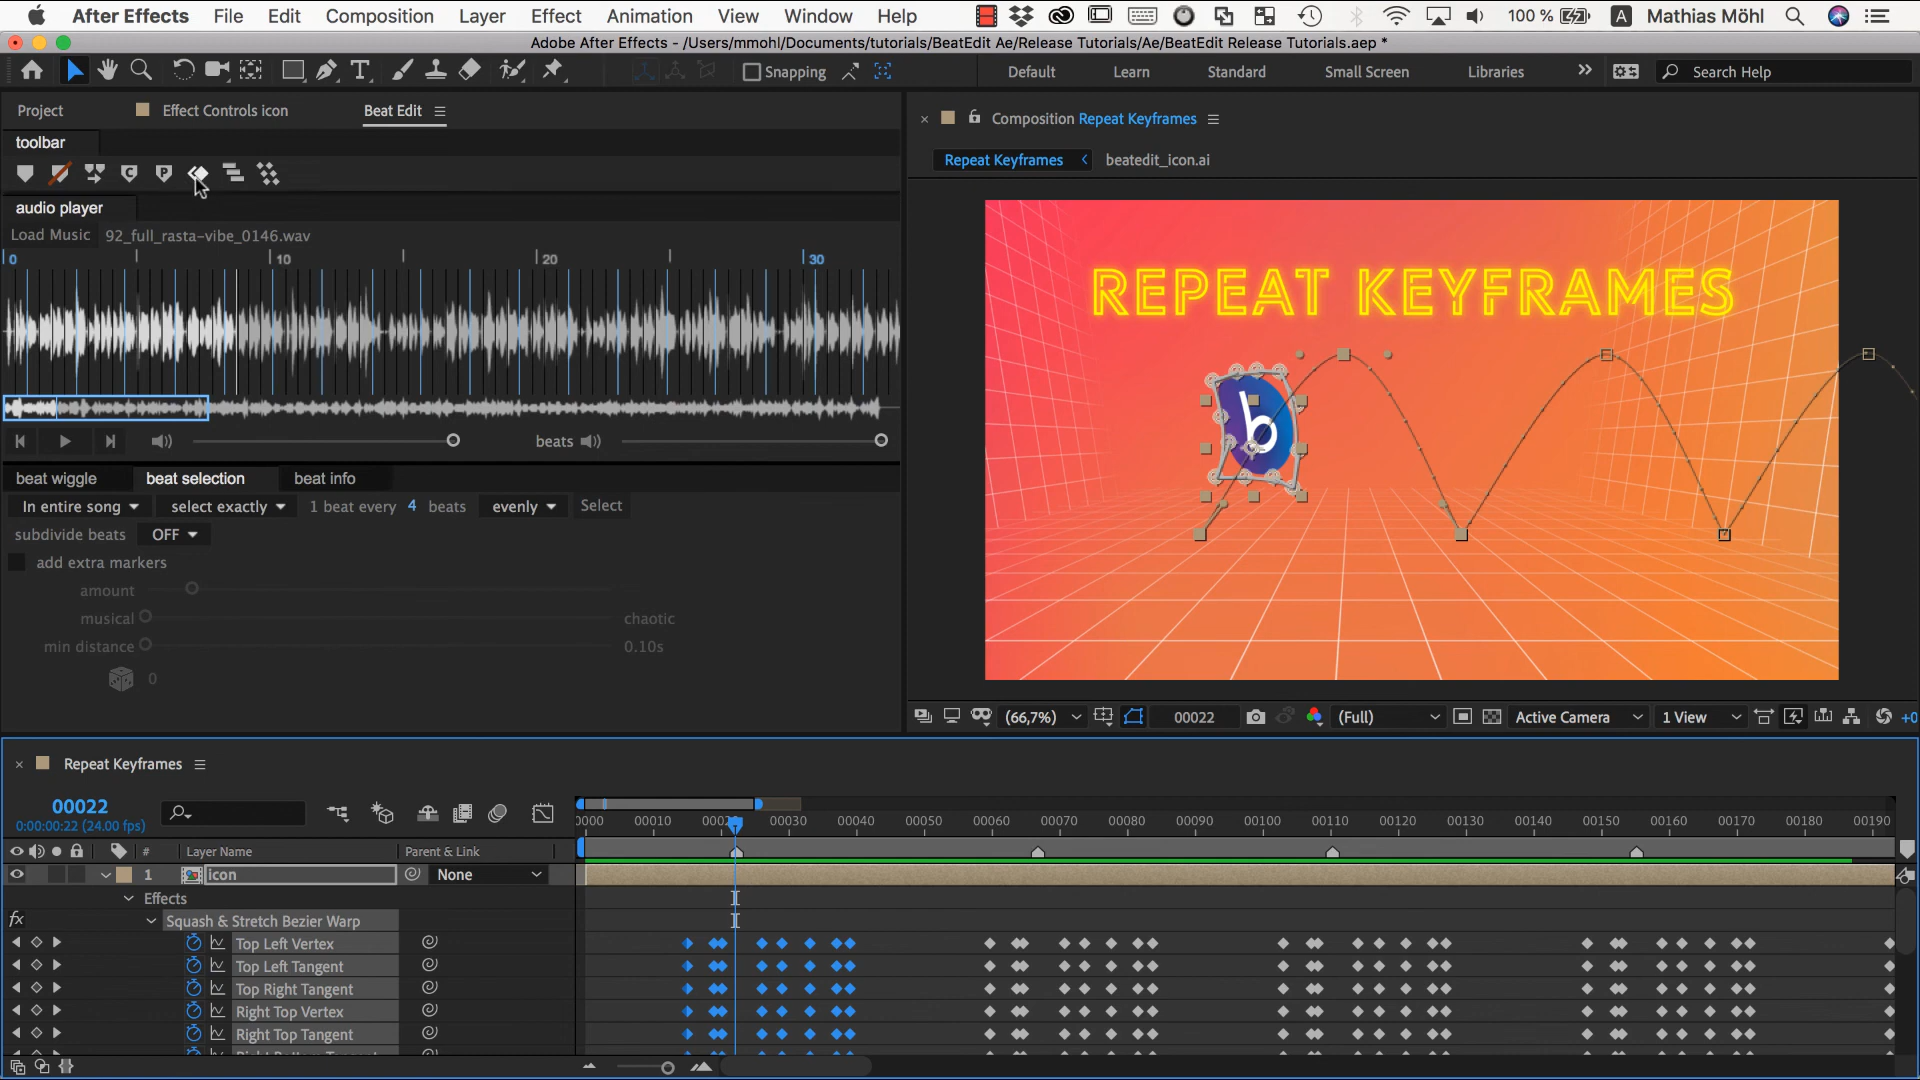 After Effects File Edit Composition Layer Effect Animation View Window Help 100 % A Mathias Möhl
Adobe After Effects - /Users/mmohl/Documents/tutorials/BeatEdit Ae/Release Tutorials/Ae/BeatEdit Release Tutorials.aep *
Snapping Default Learn Standard Small Screen Libraries Search Help
Project Effect Controls icon Beat Edit
Composition Repeat Keyframes
toolbar
Repeat Keyframes beatedit_icon.ai
C P
audio player
Load Music 92_full_rasta-vibe_0146.wav
0 10 20 30
REPEAT KEYFRAMES
b
beats
beat wiggle beat selection beat info
In entire song select exactly 1 beat every 4 beats evenly Select
subdivide beats OFF
add extra markers
amount
musical chaotic
min distance 0.10s
0
(66,7%) 00022 (Full) Active Camera 1 View +0
Repeat Keyframes
00022
0:00:00:22 (24.00 fps)
0000 00010 00030 00040 00050 00060 00070 00080 00090 00100 00110 00120 00130 00140 00150 00160 00170 00180 00190
# Layer Name Parent & Link
1 icon None
Effects
fx Squash & Stretch Bezier Warp
Top Left Vertex
Top Left Tangent
Top Right Tangent
Right Top Vertex
Right Top Tangent